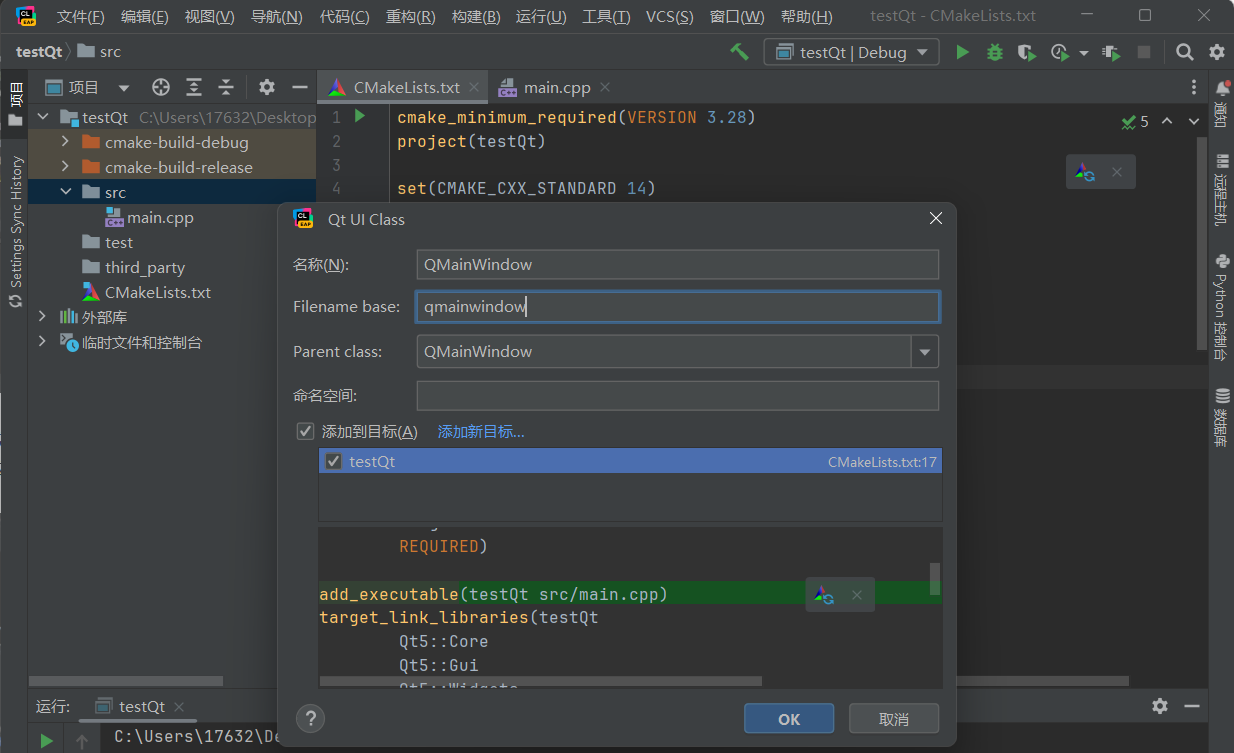 文件(F) 编辑(E) 视图(V) 导航(N) 代码(C) 重构(R) 构建(B) 运行(U) 工具(T) VCS(S) 窗口(W) 帮助(H) testQt - CMakeLists.txt
testQt src
testQt | Debug
项目
CMakeLists.txt
main.cpp
项目
testQt C:\Users\17632\Desktop
cmake-build-debug
cmake-build-release
src
main.cpp
test
third_party
CMakeLists.txt
外部库
临时文件和控制台
Settings Sync History
1 cmake_minimum_required(VERSION 3.28)
2 project(testQt)
3
4 set(CMAKE_CXX_STANDARD 14)
5
通知
远程主机
Python 控制台
数据库
Qt UI Class
名称(N): QMainWindow
Filename base: qmainwindow
Parent class: QMainWindow
命名空间:
添加到目标(A) 添加新目标...
testQt CMakeLists.txt:17
REQUIRED)
add_executable(testQt src/main.cpp)
target_link_libraries(testQt
Qt5::Core
Qt5::Gui
Qt5::Widgets
? OK 取消
运行: testQt
C:\Users\17632\De